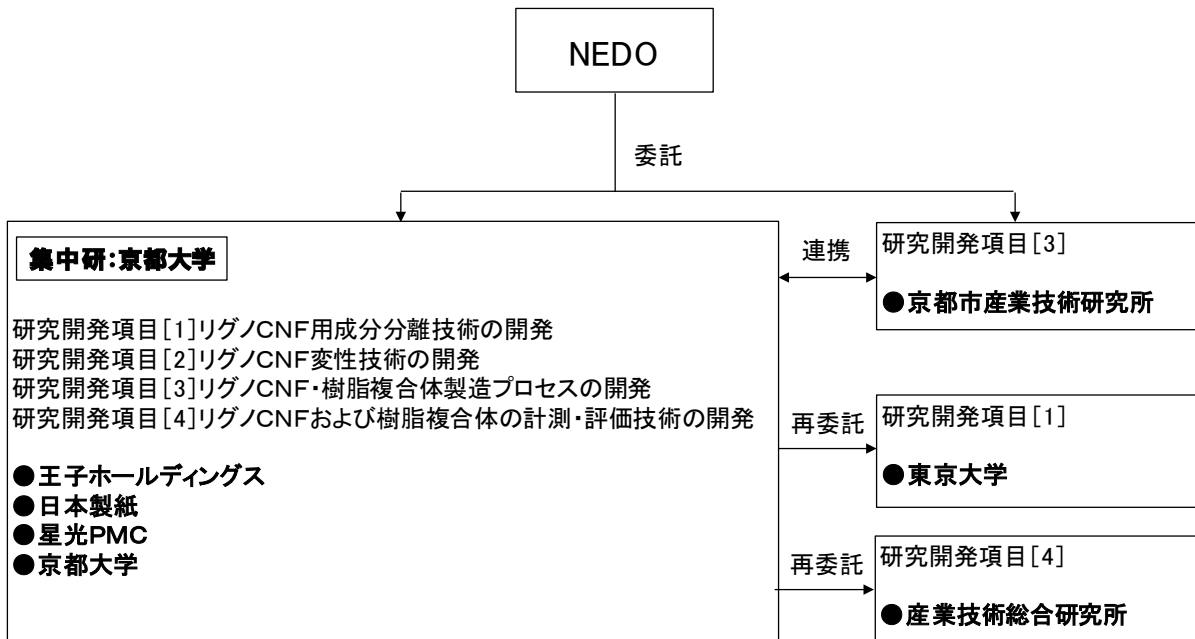 NEDO
委託
集中研:京都大学
研究開発項目[1]リグノCNF用成分分離技術の開発
研究開発項目[2]リグノCNF変性技術の開発
研究開発項目[3]リグノCNF・樹脂複合体製造プロセスの開発
研究開発項目[4]リグノCNFおよび樹脂複合体の計測・評価技術の開発
●王子ホールディングス
●日本製紙
●星光PMC
●京都大学
連携
研究開発項目[3]
●京都市産業技術研究所
再委託
研究開発項目[1]
●東京大学
再委託
研究開発項目[4]
●産業技術総合研究所